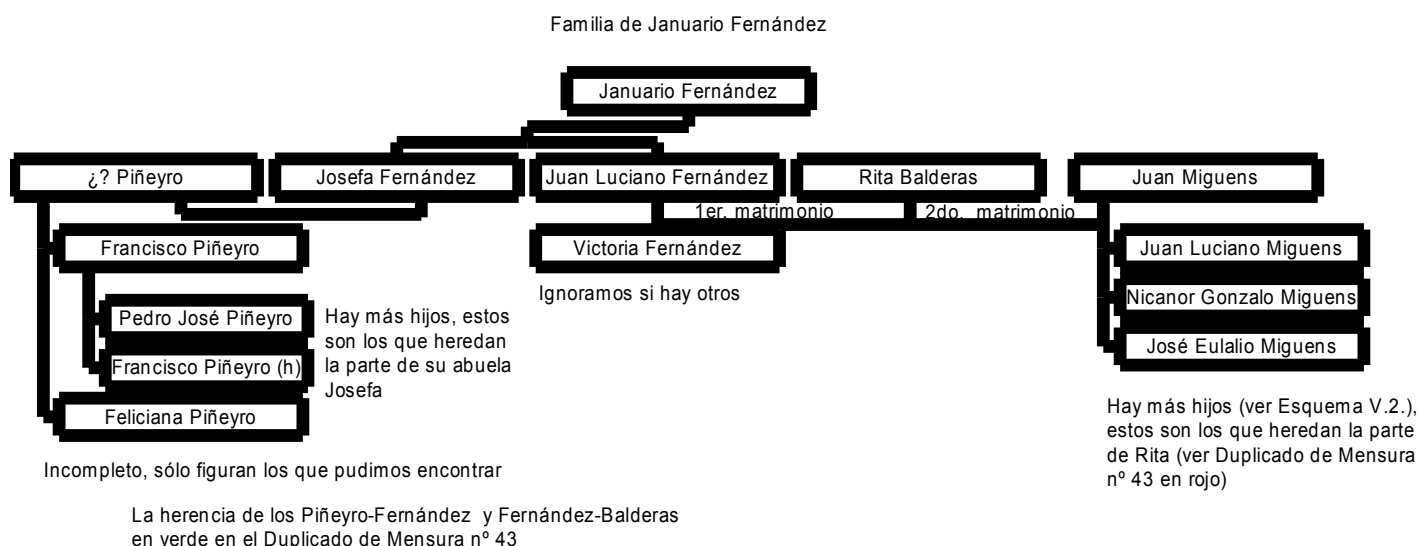 Familia de Januario Fernández
Januario Fernández
¿? Piñeyro
Josefa Fernández
Juan Luciano Fernández
Rita Balderas
Juan Miguens
1er. matrimonio
2do. matrimonio
Francisco Piñeyro
Victoria Fernández
Juan Luciano Miguens
Ignoramos si hay otros
Nicanor Gonzalo Miguens
Pedro José Piñeyro
Hay más hijos, estos
son los que heredan
la parte de su abuela
Josefa
José Eulalio Miguens
Francisco Piñeyro (h)
Feliciana Piñeyro
Hay más hijos (ver Esquema V.2.),
estos son los que heredan la parte
de Rita (ver Duplicado de Mensura
nº 43 en rojo)
Incompleto, sólo figuran los que pudimos encontrar
La herencia de los Piñeyro-Fernández y Fernández-Balderas
en verde en el Duplicado de Mensura nº 43